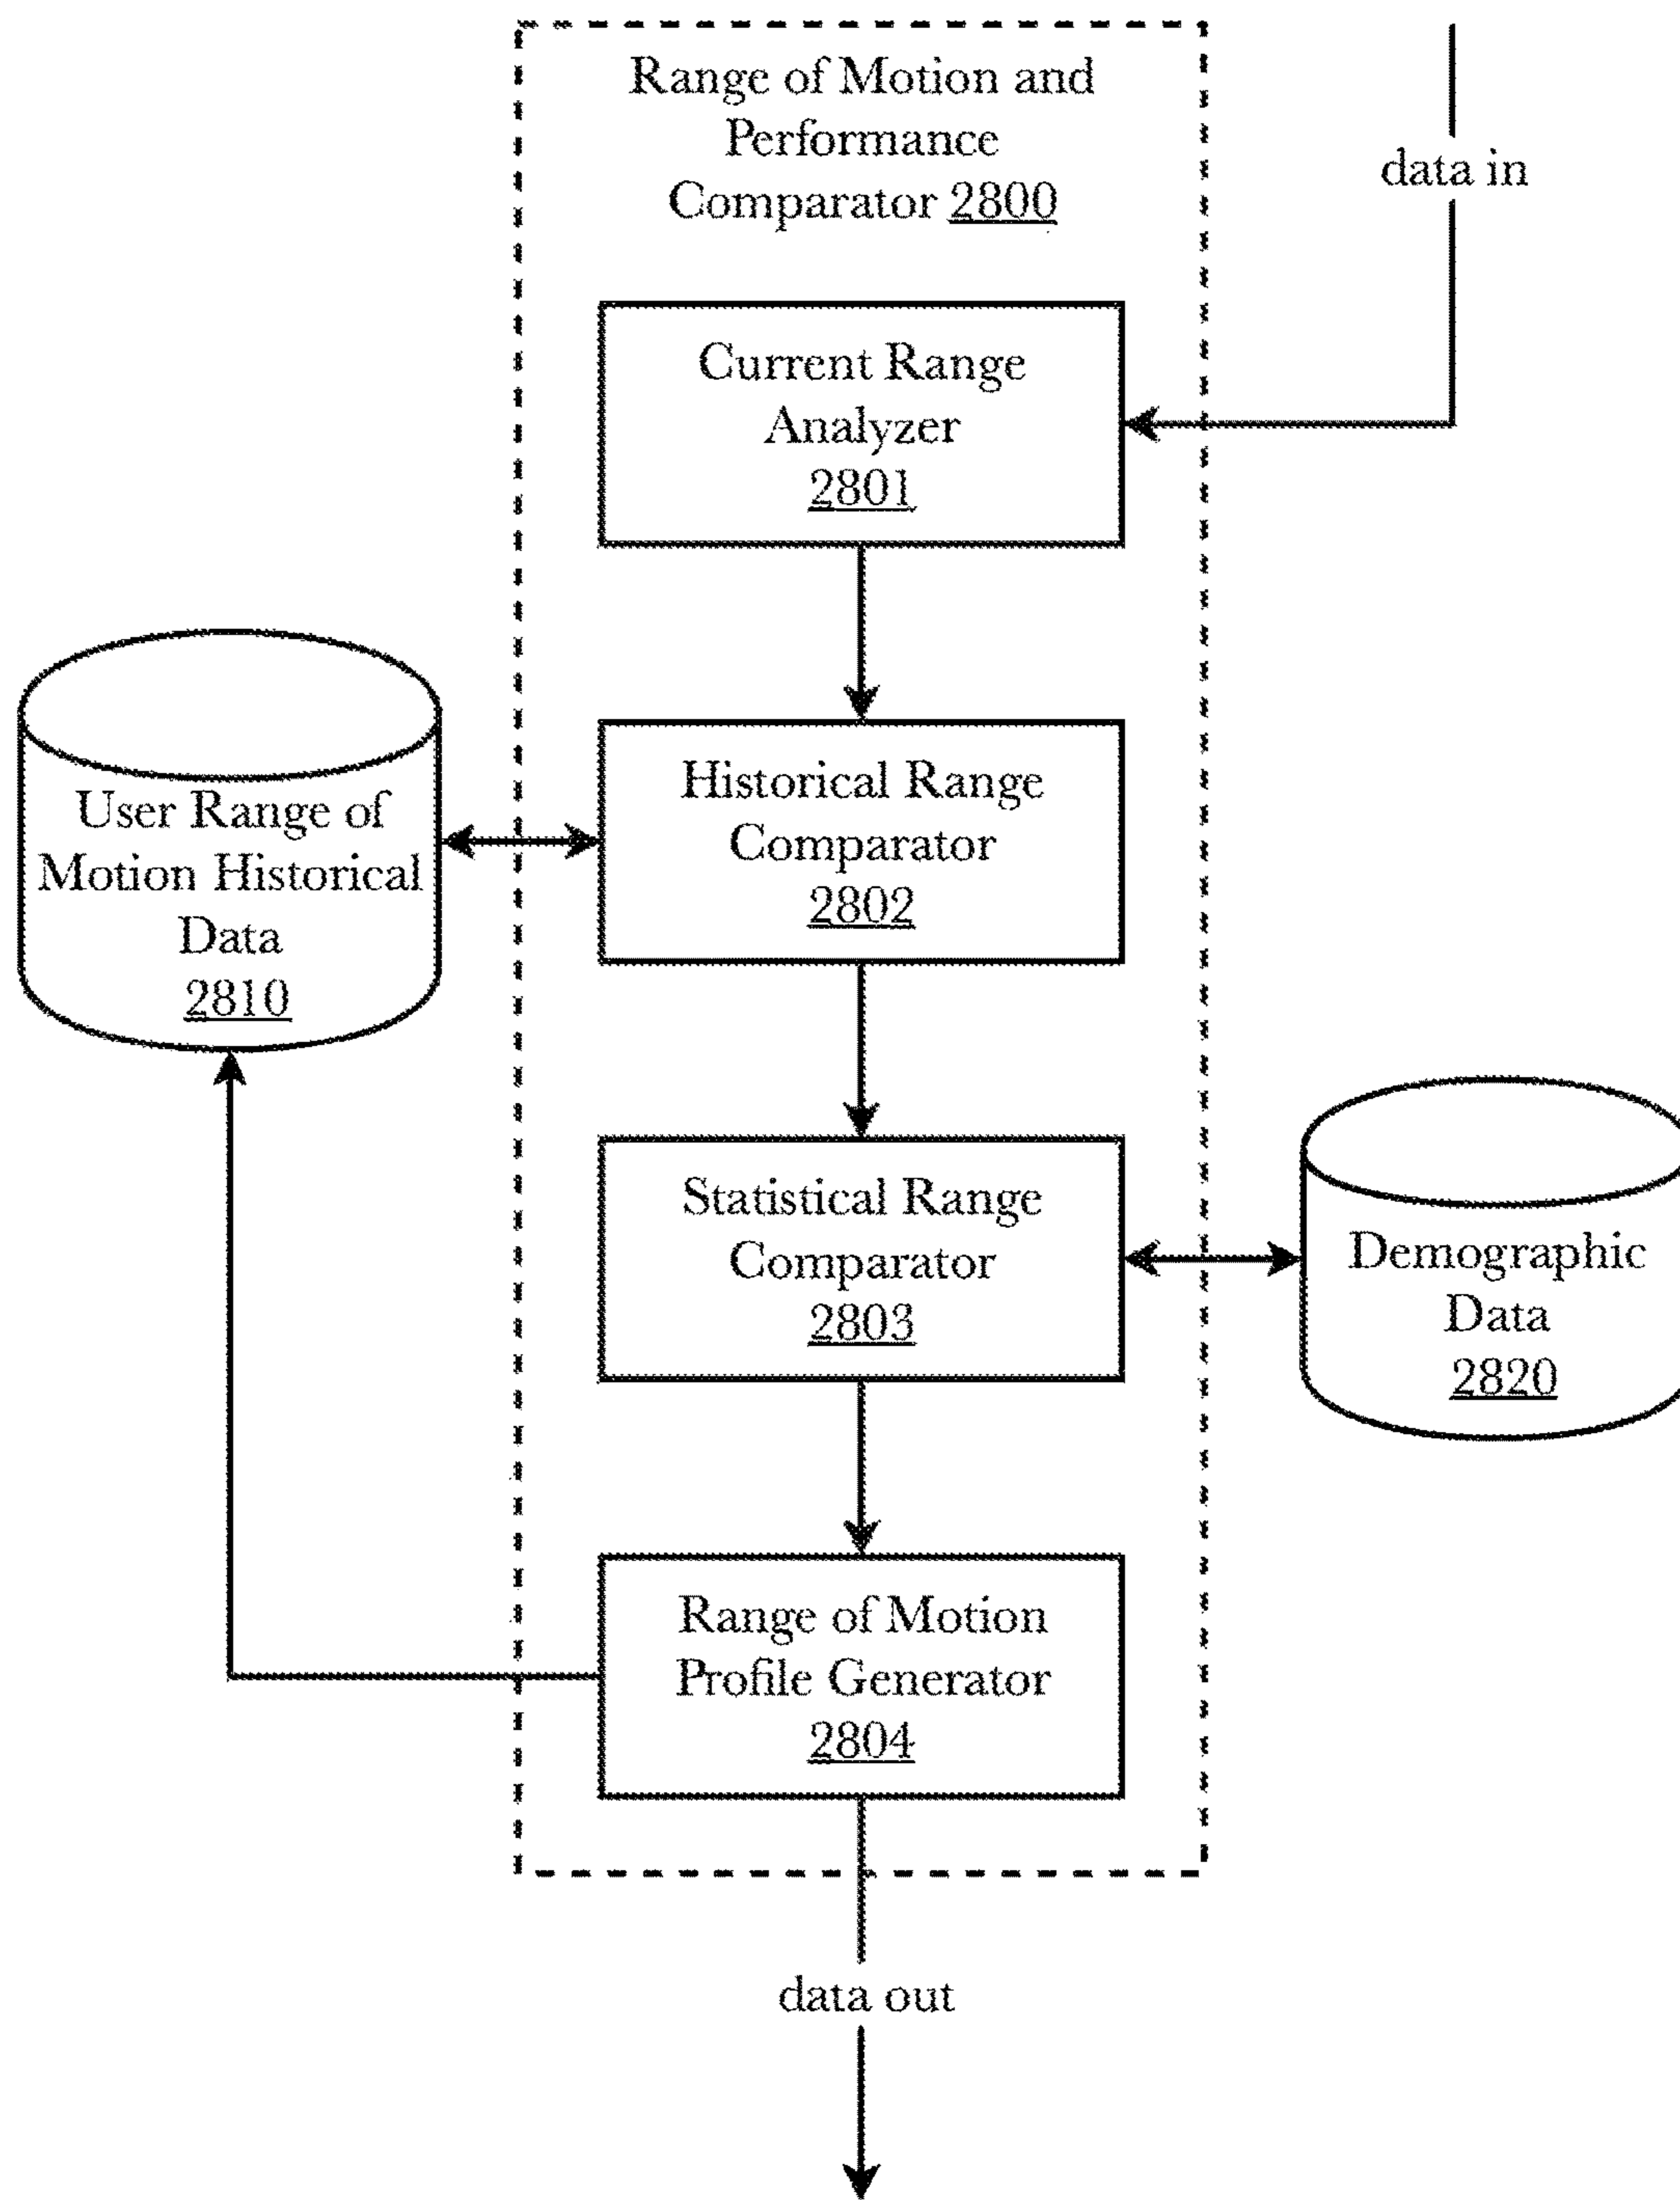 Range of Motion and
Performance
Comparator 2800
data in
Current Range
Analyzer
2801
Historical Range
Comparator
2802
User Range of
Motion Historical
Data
2810
Statistical Range
Comparator
2803
Demographic
Data
2820
Range of Motion
Profile Generator
2804
data out